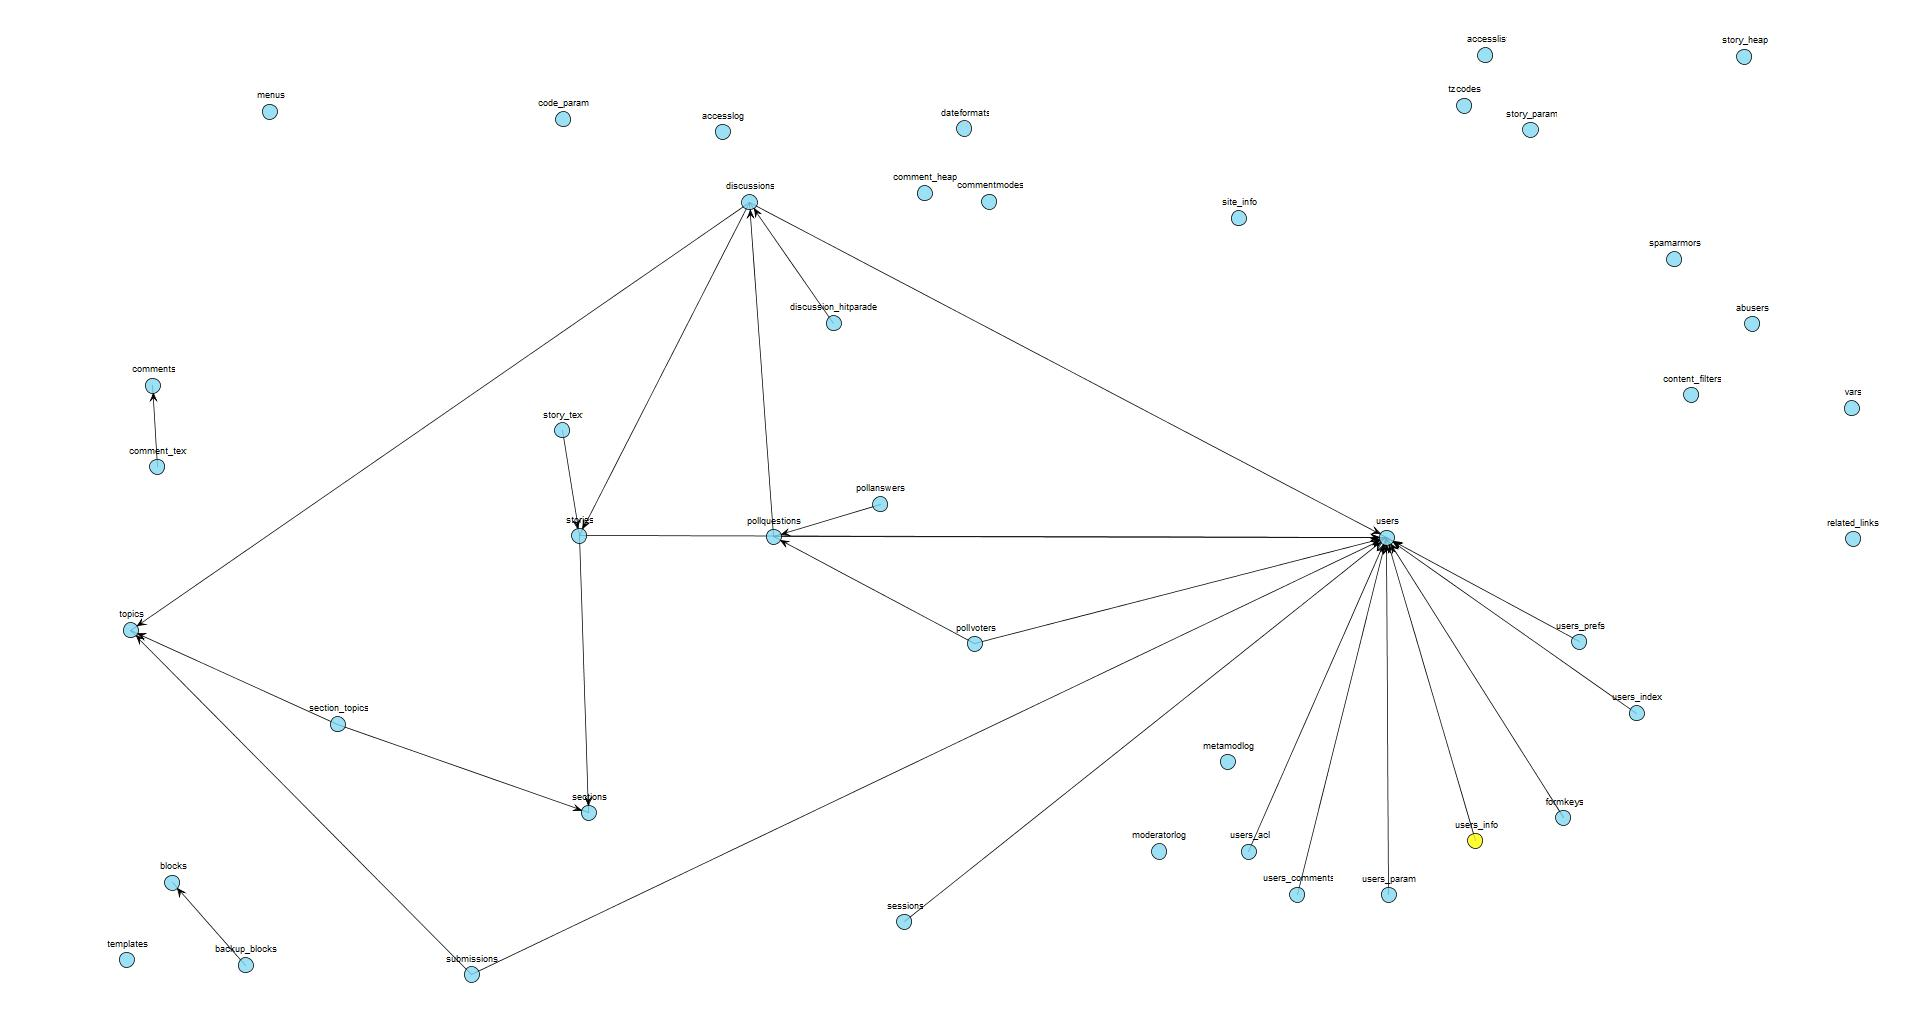 accesslis
story_heap
menus
code_param
tzcodes
accesslog
dateformats
story_param
discussions
comment_heap
commentmodes
site_info
spamarmors
discussion_hitparade
abusers
comments
content_filters
vars
story_tex
comment_tex
pollanswers
stories
pollquestions
users
related_links
topics
pollvoters
users_prefs
section_topics
users_index
metamodlog
sections
formkeys
moderatorlog
users_acl
users_info
blocks
users_comments
users_param
sessions
templates
backup_blocks
submissions